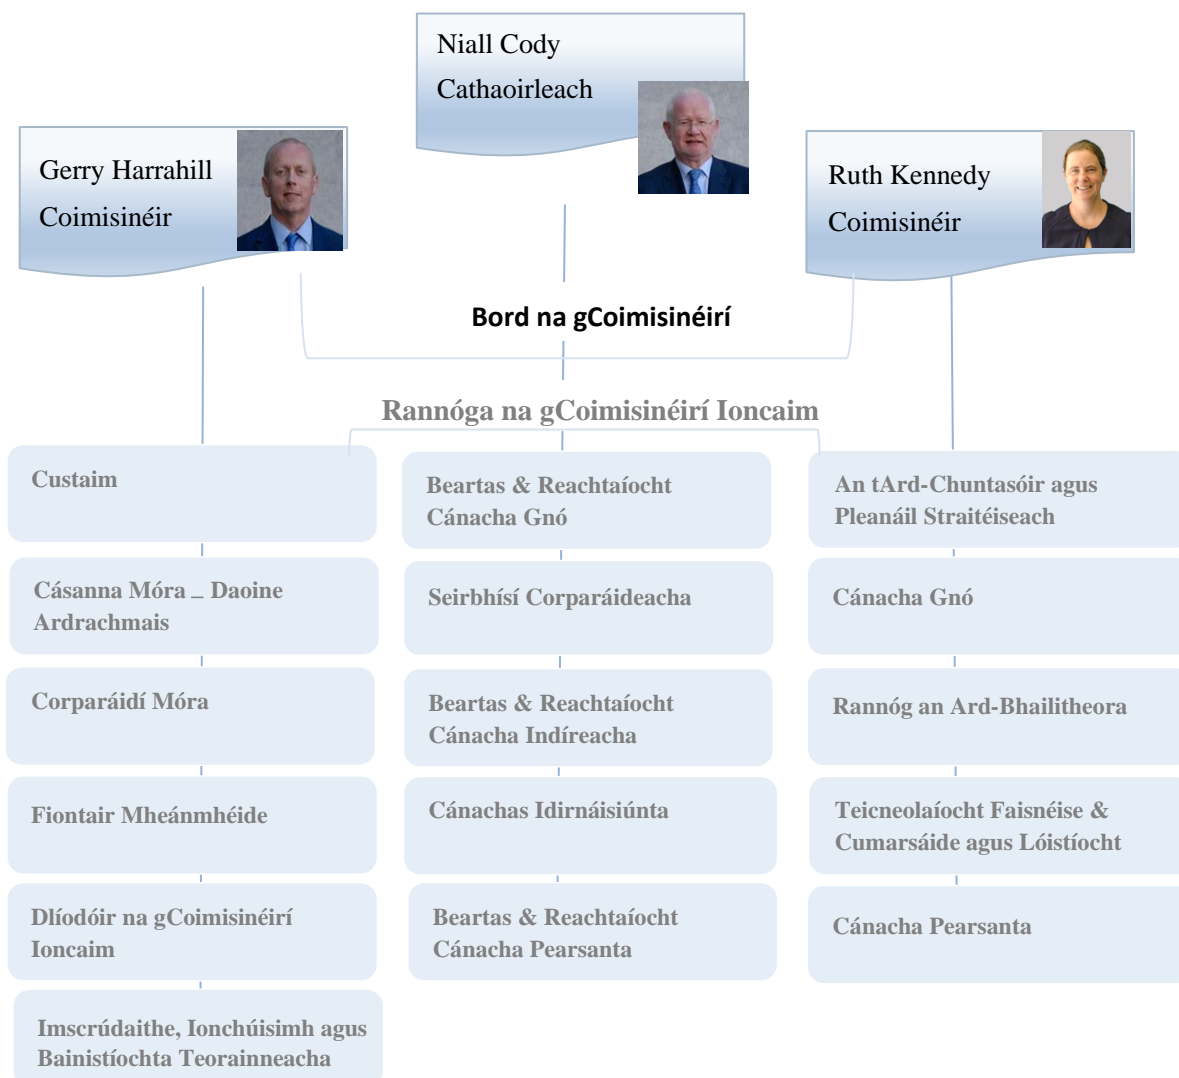 Niall Cody
Cathaoirleach
Gerry Harrahill
Coimisinéir
Ruth Kennedy
Coimisinéir
Bord na gCoimisinéirí
Rannóga na gCoimisinéirí Ioncaim
Custaim
Cásanna Móra – Daoine
Ardrachmais
Corparáidí Móra
Fiontair Mheánmhéide
Dlíodóir na gCoimisinéirí
Ioncaim
Imscrúdaithe, Ionchúisimh agus
Bainistíochta Teorainneacha
Beartas & Reachtaíocht
Cánacha Gnó
Seirbhísí Corparáideacha
Beartas & Reachtaíocht
Cánacha Indíreacha
Cánachas Idirnáisiúnta
Beartas & Reachtaíocht
Cánacha Pearsanta
An tArd-Chuntasóir agus
Pleanáil Straitéiseach
Cánacha Gnó
Rannóg an Ard-Bhailitheora
Teicneolaíocht Faisnéise &
Cumarsáide agus Lóistíocht
Cánacha Pearsanta